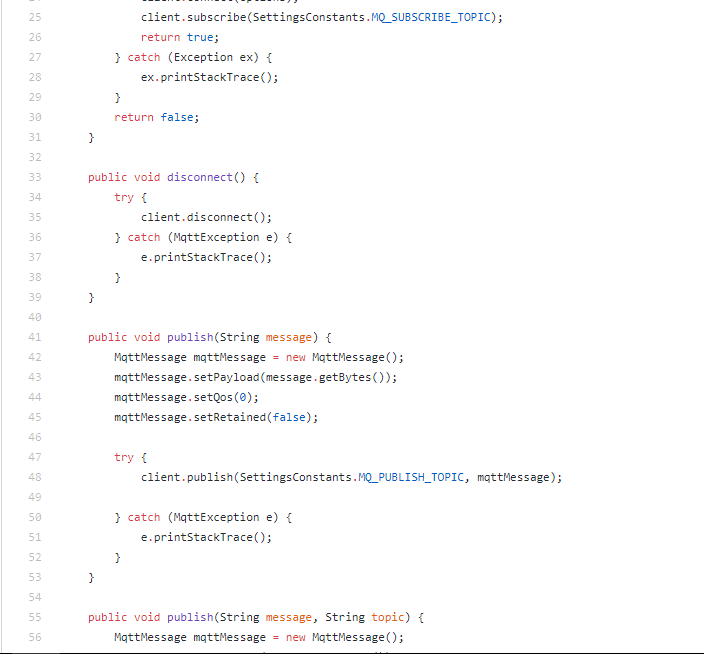 25 client.subscribe(SettingsConstants.MQ_SUBSCRIBE_TOPIC);
26 return true;
27 } catch (Exception ex) {
28 ex.printStackTrace();
29 }
30 return false;
31 }
32
33 public void disconnect() {
34 try {
35 client.disconnect();
36 } catch (MqttException e) {
37 e.printStackTrace();
38 }
39 }
40
41 public void publish(String message) {
42 MqttMessage mqttMessage = new MqttMessage();
43 mqttMessage.setPayload(message.getBytes());
44 mqttMessage.setQos(0);
45 mqttMessage.setRetained(false);
46
47 try {
48 client.publish(SettingsConstants.MQ_PUBLISH_TOPIC, mqttMessage);
49
50 } catch (MqttException e) {
51 e.printStackTrace();
52 }
53 }
54
55 public void publish(String message, String topic) {
56 MqttMessage mqttMessage = new MqttMessage();